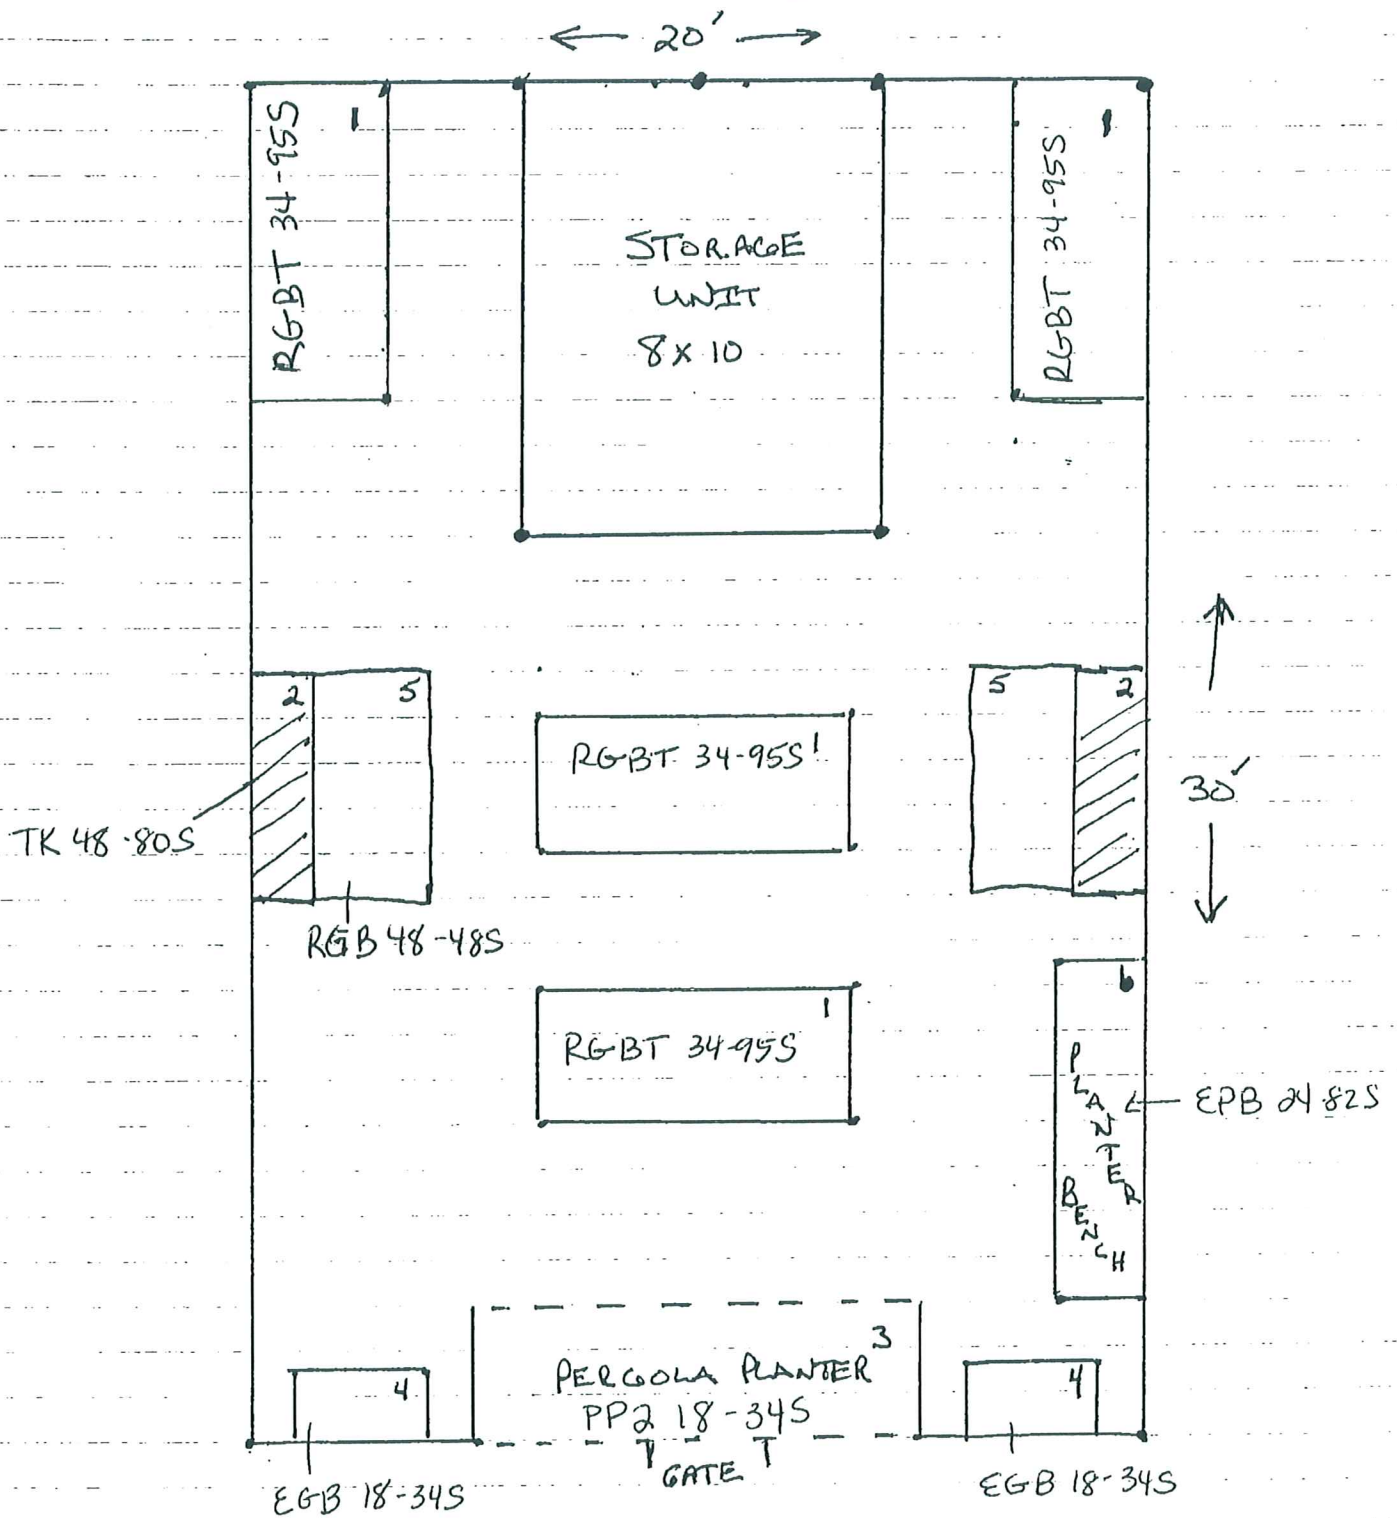 20'
RGBT 34-95S
1
STORAGE
UNIT
8 X 10
RGBT 34-95S
1
2
5
5
2
RGBT 34-95S
1
30'
TK 48-80S
RGB 48-48S
RGBT 34-95S
1
6
PLANTER
BENCH
EPB 24-82S
PERGOLA PLANTER
3
PP2 18-34S
4
4
GATE
EGB 18-34S
EGB 18-34S